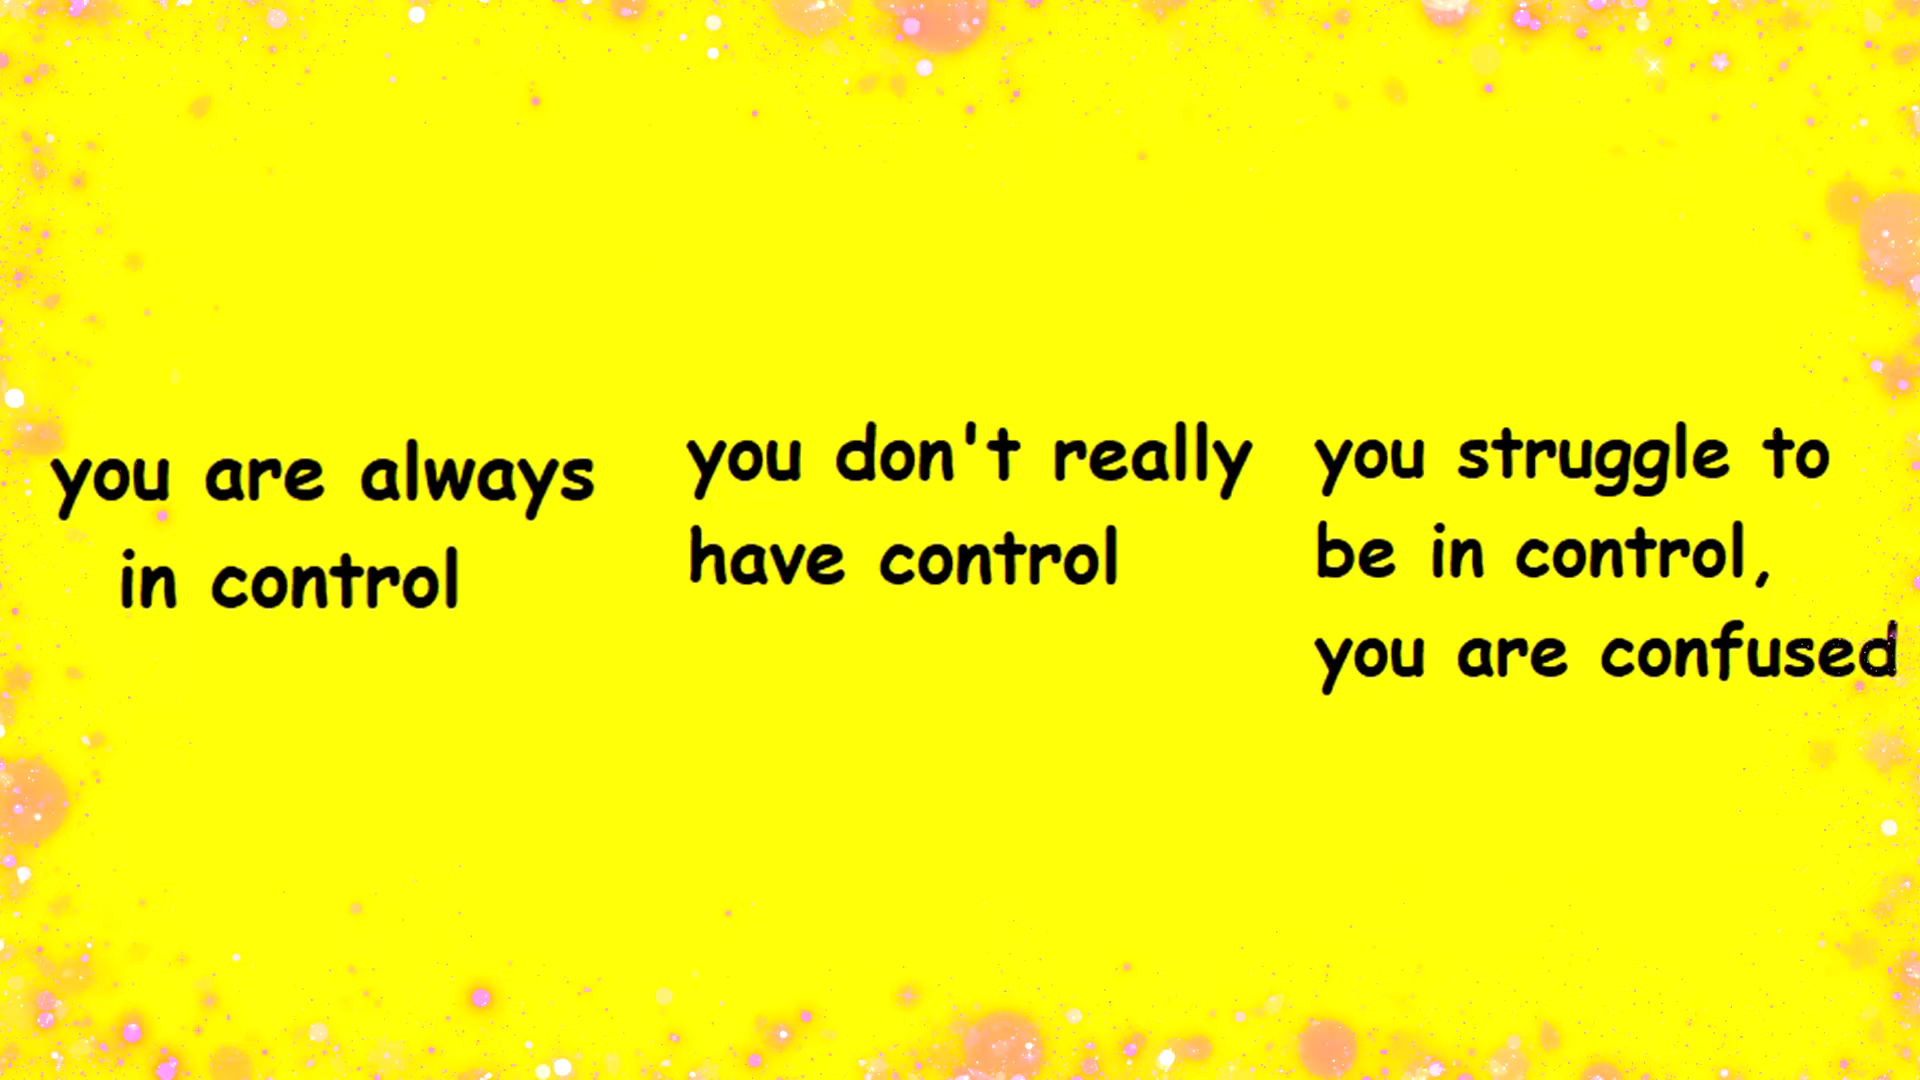 you are always
in control
you don't really
have control
you struggle to
be in control,
you are confused